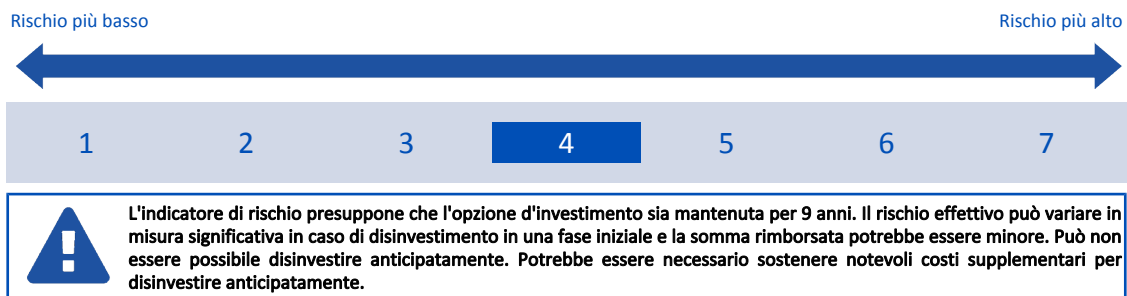 Rischio più basso Rischio più alto
1 2 3 4 5 6 7
L'indicatore di rischio presuppone che l'opzione d'investimento sia mantenuta per 9 anni. Il rischio effettivo può variare in
misura significativa in caso di disinvestimento in una fase iniziale e la somma rimborsata potrebbe essere minore. Può non
essere possibile disinvestire anticipatamente. Potrebbe essere necessario sostenere notevoli costi supplementari per
disinvestire anticipatamente.